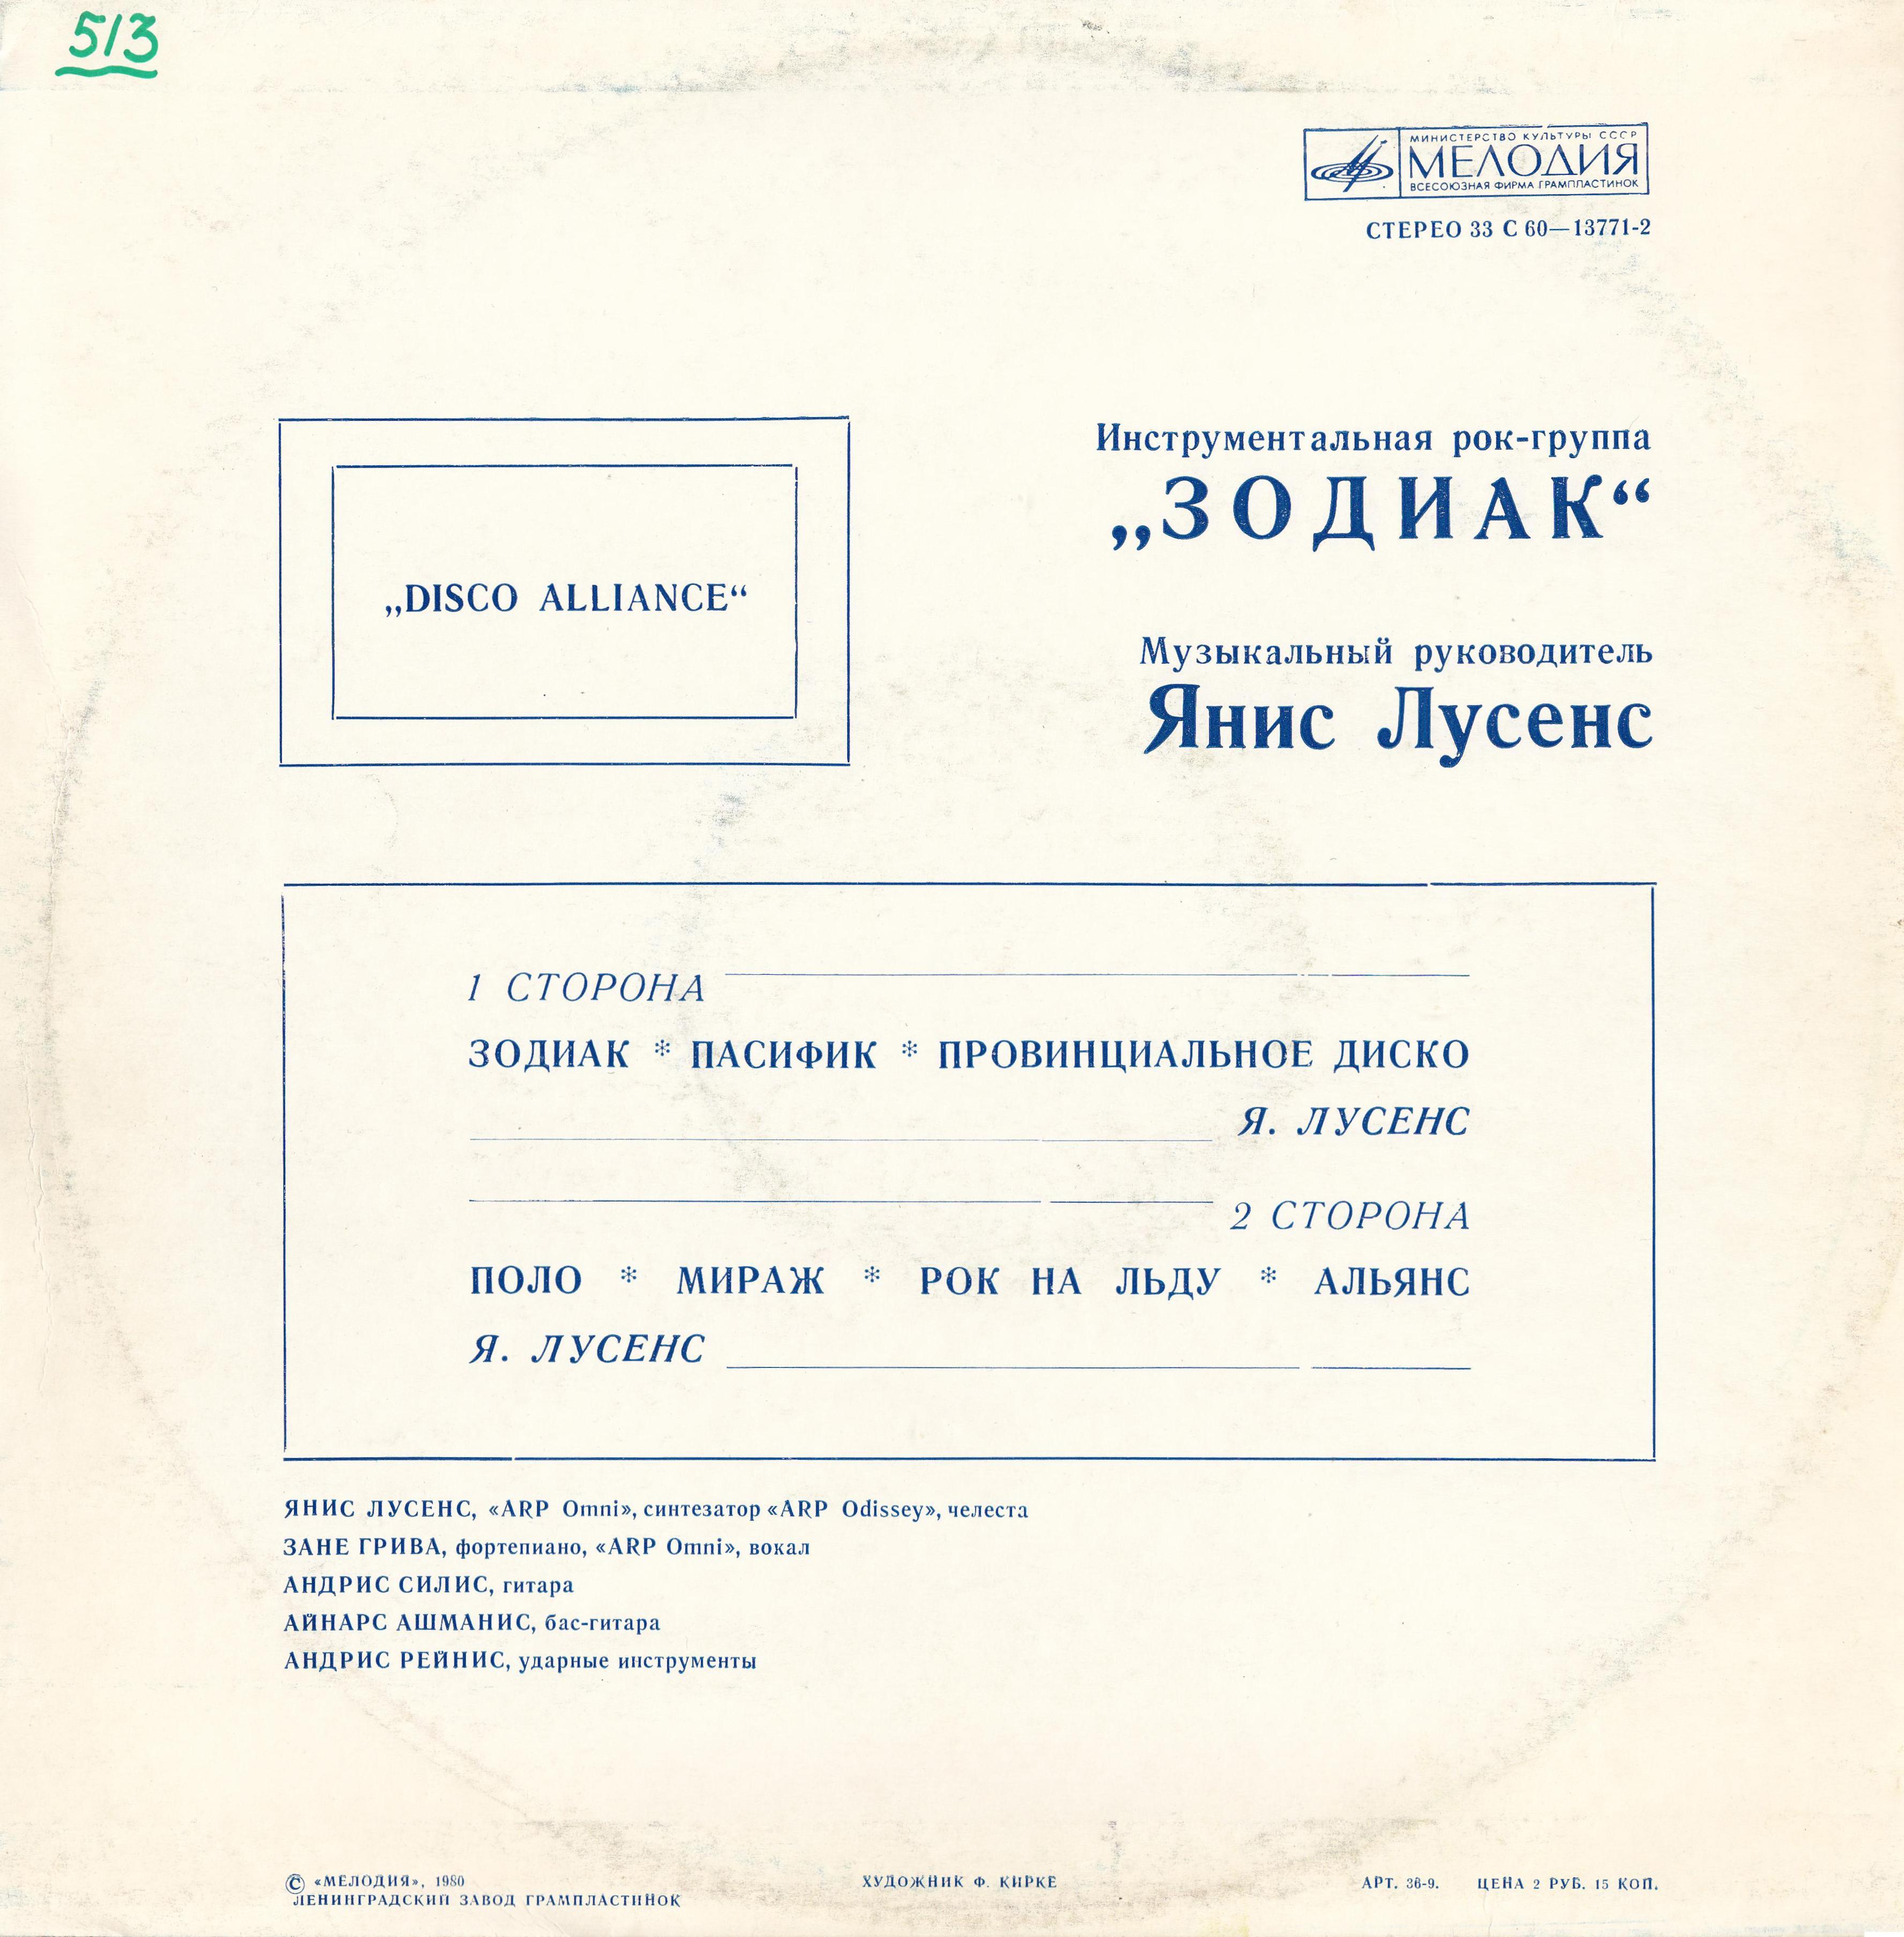 513
МИНИСТЕРСТВО КУЛЬТУРЫ СССР
МЕЛОДИЯ
ВСЕСОЮЗНАЯ ФИРМА ГРАМПЛАСТИНОК
СТЕРЕО 33 С 60—13771-2
Инструментальная рок-группа
„ЗОДИАК“
„DISCO ALLIANCE“
Музыкальный руководитель
Янис Лусенс
1 СТОРОНА
ЗОДИАК * ПАСИФИК * ПРОВИНЦИАЛЬНОЕ ДИСКО
Я. ЛУСЕНС
2 СТОРОНА
ПОЛО * МИРАЖ * РОК НА ЛЬДУ * АЛЬЯНС
Я. ЛУСЕНС
ЯНИС ЛУСЕНС, «ARP Omni», синтезатор «ARP Odissey», челеста
ЗАНЕ ГРИВА, фортепиано, «ARP Omni», вокал
АНДРИС СИЛИС, гитара
АЙНАРС АШМАНИС, бас-гитара
АНДРИС РЕЙНИС, ударные инструменты
© «МЕЛОДИЯ», 1980
ЛЕНИНГРАДСКИЙ ЗАВОД ГРАМПЛАСТИНОК
ХУДОЖНИК Ф. КИРКЕ
АРТ. 36-9. ЦЕНА 2 РУБ. 15 КОП.